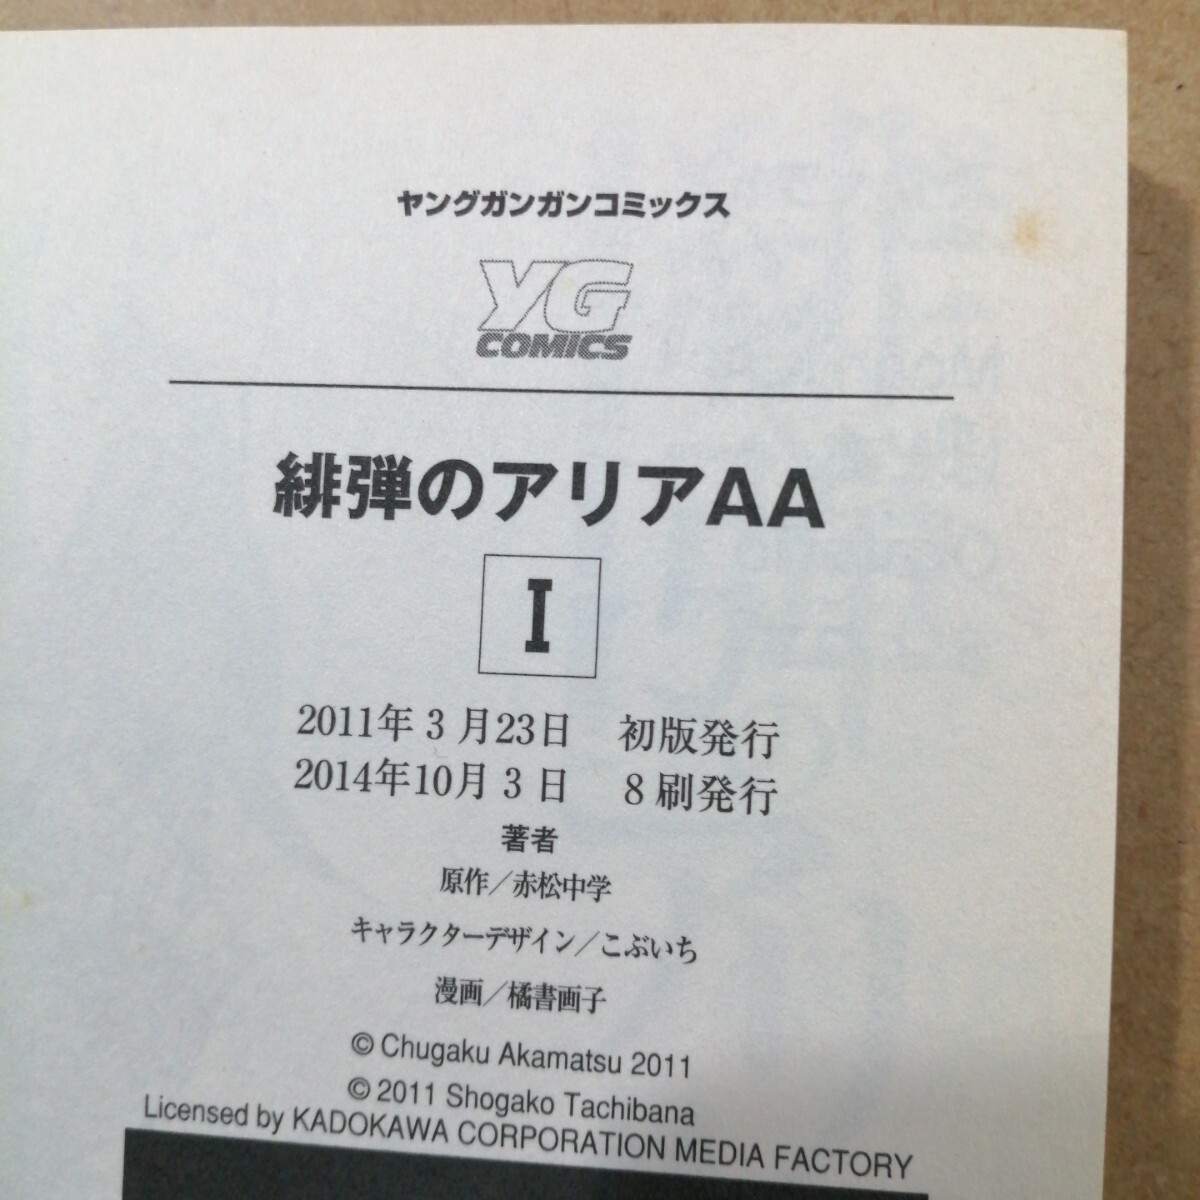 ヤングガンガンコミックス
YG
COMICS
緋弾のアリアAA
I
2011年3月23日　初版発行
2014年10月3日　8刷発行
著者
原作／赤松中学
キャラクターデザイン／こぶいち
漫画／橘書画子
© Chugaku Akamatsu 2011
© 2011 Shogako Tachibana
Licensed by KADOKAWA CORPORATION MEDIA FACTORY